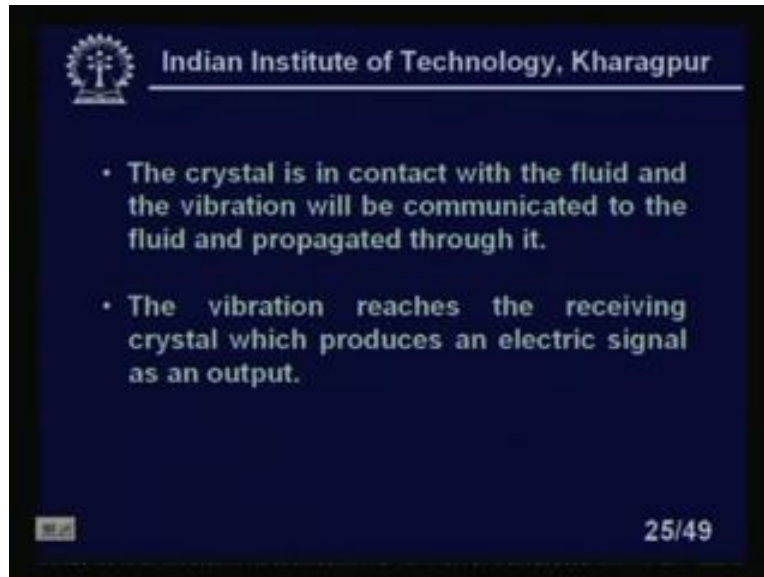 Indian Institute of Technology, Kharagpur
• The crystal is in contact with the fluid and
the vibration will be communicated to the
fluid and propagated through it.
• The vibration reaches the receiving
crystal which produces an electric signal
as an output.
25/49